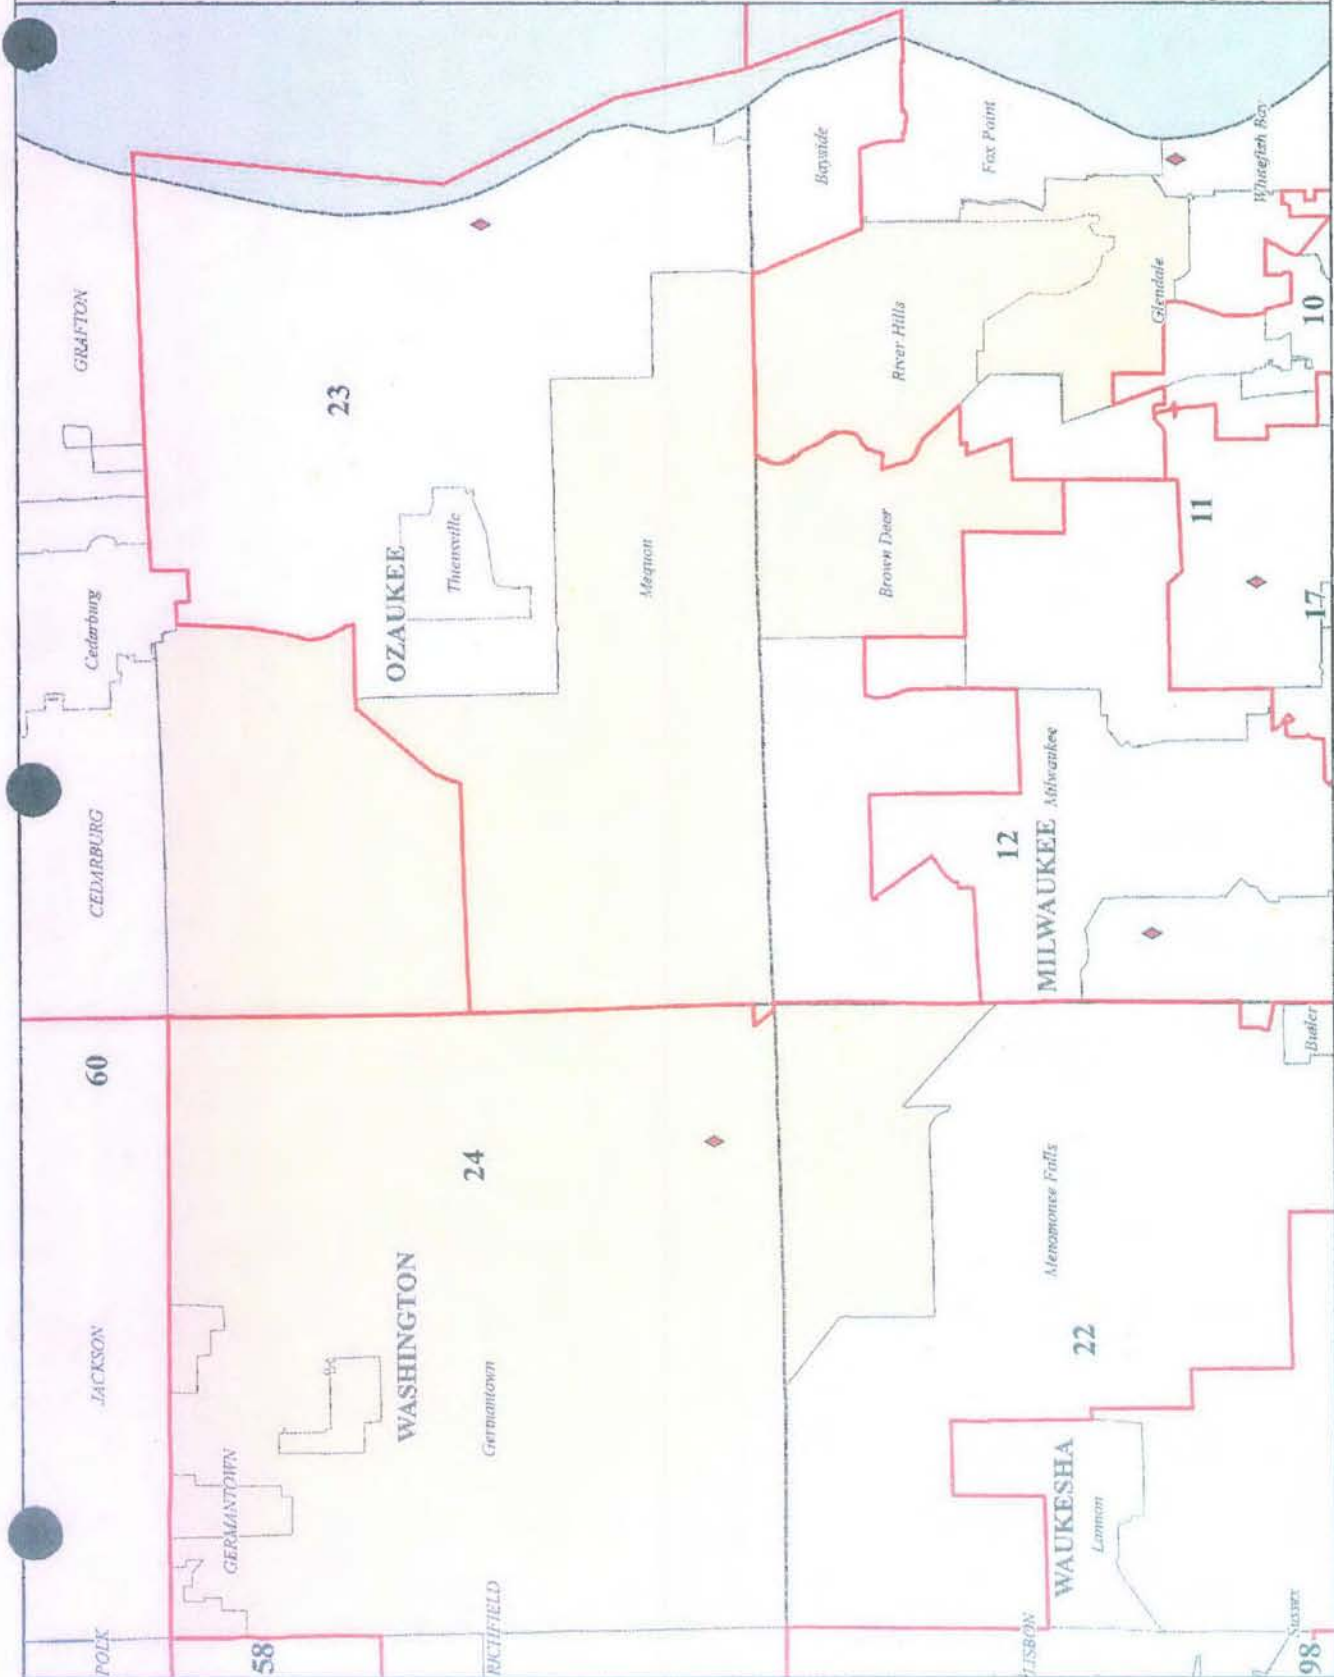 GRAFTON
Cedarburg
CEDARBURG
60
JACKSON
POLK
23
OZAUKEE
Thiensville
Mequon
24
WASHINGTON
Germantown
GERMANTOWN
58
RICHFIELD
Bayside
Fox Point
Whitefish Bay
River Hills
Glendale
10
Brown Deer
11
17
12
MILWAUKEE
Milwaukee
Butler
Menomonee Falls
22
WAUKESHA
Lannon
LISBON
Sussex
98